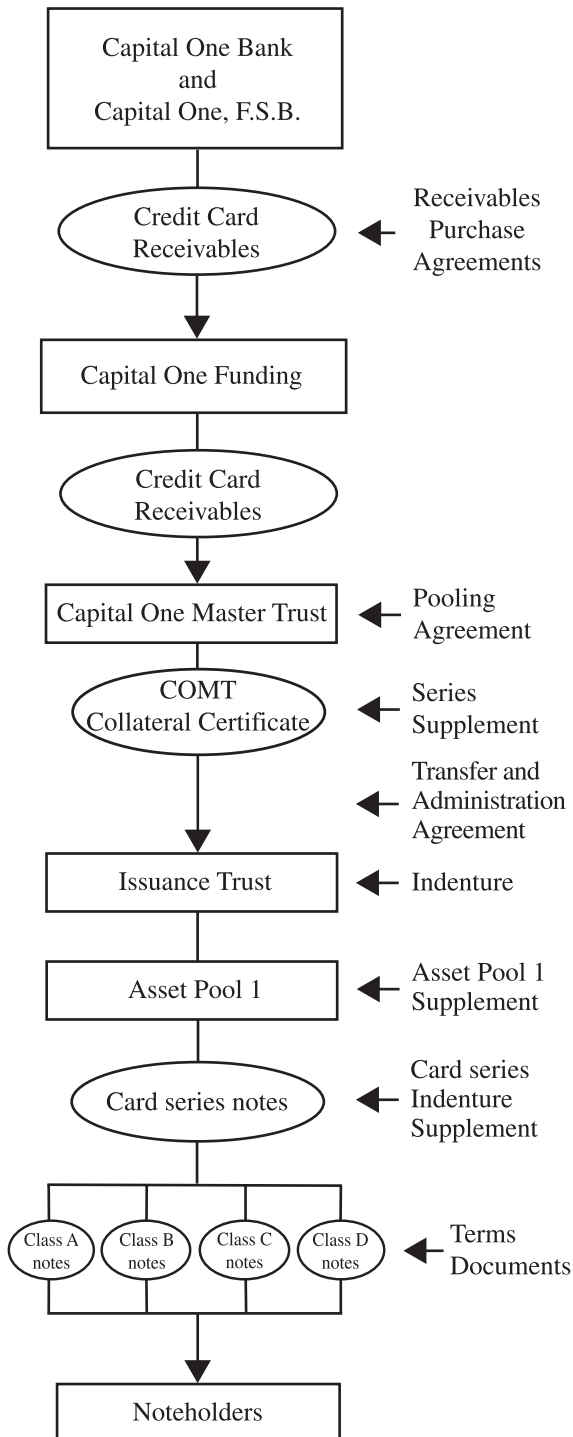 Capital One Bank
and
Capital One, F.S.B.
Credit Card
Receivables
Receivables
Purchase
Agreements
Capital One Funding
Credit Card
Receivables
Capital One Master Trust
Pooling
Agreement
COMT
Collateral Certificate
Series
Supplement
Transfer and
Administration
Agreement
Issuance Trust
Indenture
Asset Pool 1
Asset Pool 1
Supplement
Card series notes
Card series
Indenture
Supplement
Class A
notes
Class B
notes
Class C
notes
Class D
notes
Terms
Documents
Noteholders